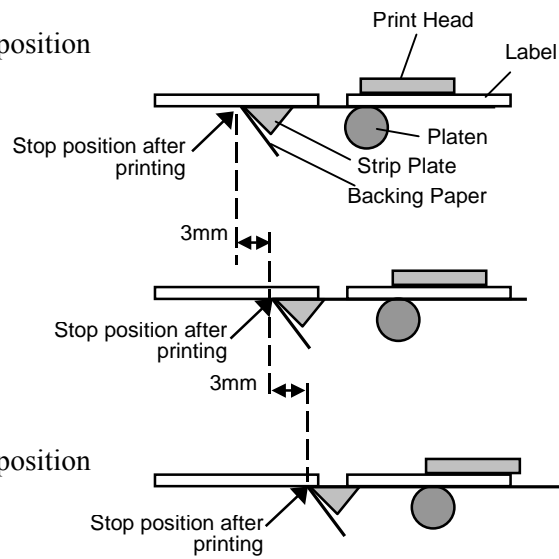 position
Print Head
Label
Platen
Stop position after
printing
Strip Plate
Backing Paper
3mm
Stop position after
printing
3mm
position
Stop position after
printing